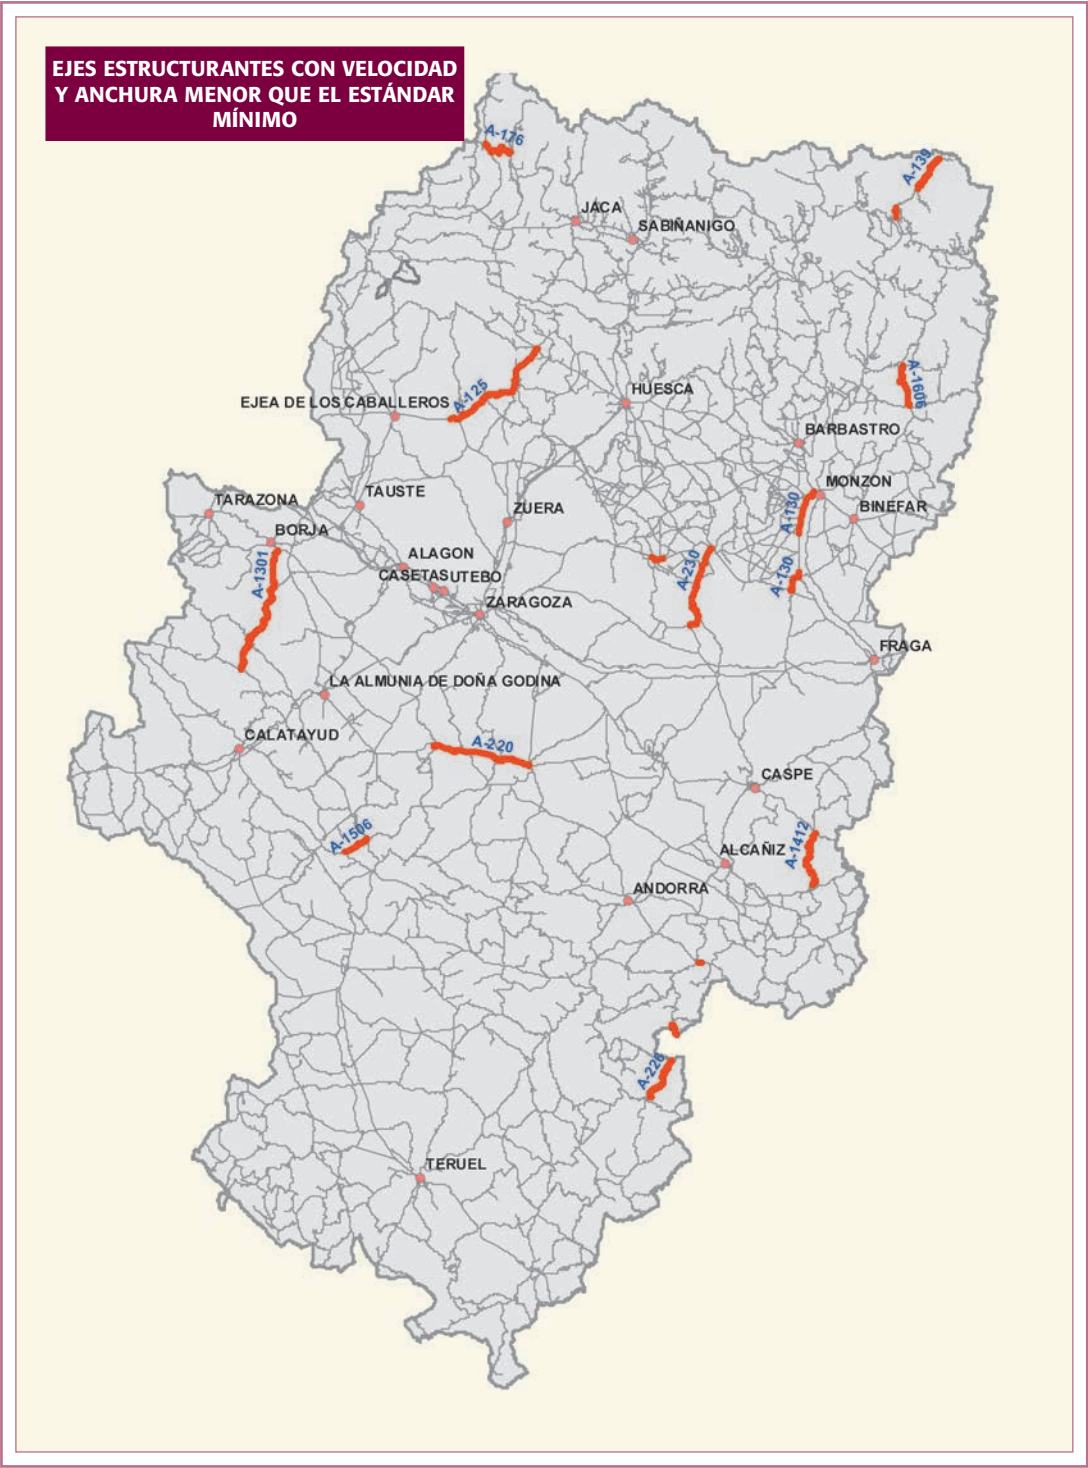 EJES ESTRUCTURANTES CON VELOCIDAD
Y ANCHURA MENOR QUE EL ESTÁNDAR
MÍNIMO
A-176
A-139
JACA
SABIÑANIGO
A-125
A-1606
HUESCA
EJEA DE LOS CABALLEROS
BARBASTRO
MONZON
TAUSTE
TARAZONA
A-130
BINEFAR
ZUERA
BORJA
ALAGON
A-1301
A-230
CASETAS
UTEBO
A-130
ZARAGOZA
FRAGA
LA ALMUNIA DE DOÑA GODINA
CALATAYUD
A-220
CASPE
A-1506
A-1412
ALCAÑIZ
ANDORRA
A-226
TERUEL